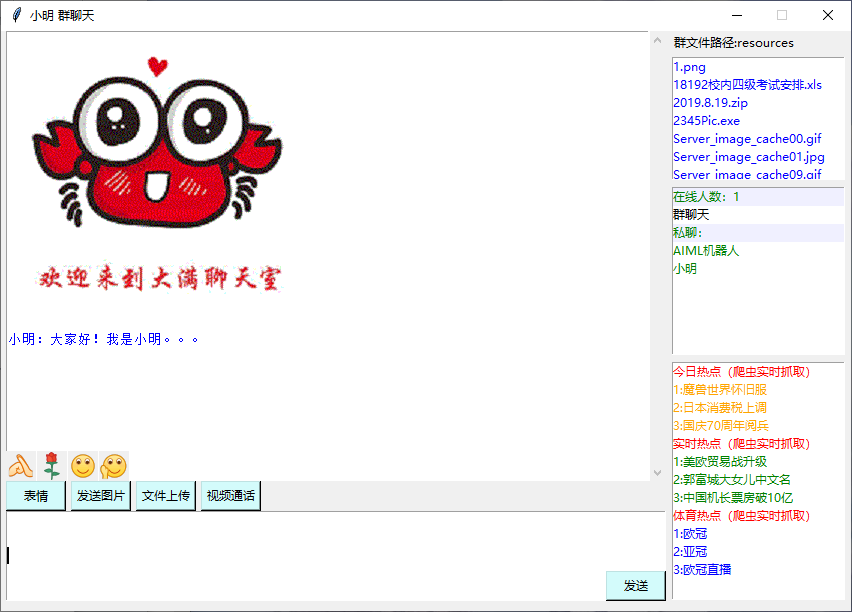 小明 群聊天
欢迎来到大满聊天室
小明：大家好！我是小明。。。
表情
发送图片
文件上传
视频通话
发送
群文件路径:resources
1.png
18192校内四级考试安排.xls
2019.8.19.zip
2345Pic.exe
Server_image_cache00.gif
Server_image_cache01.jpg
Server_image_cache09.gif
在线人数：1
群聊天
私聊：
AIML机器人
小明
今日热点（爬虫实时抓取）
1:魔兽世界怀旧服
2:日本消费税上调
3:国庆70周年阅兵
实时热点（爬虫实时抓取）
1:美欧贸易战升级
2:郭富城大女儿中文名
3:中国机长票房破10亿
体育热点（爬虫实时抓取）
1:欧冠
2:亚冠
3:欧冠直播